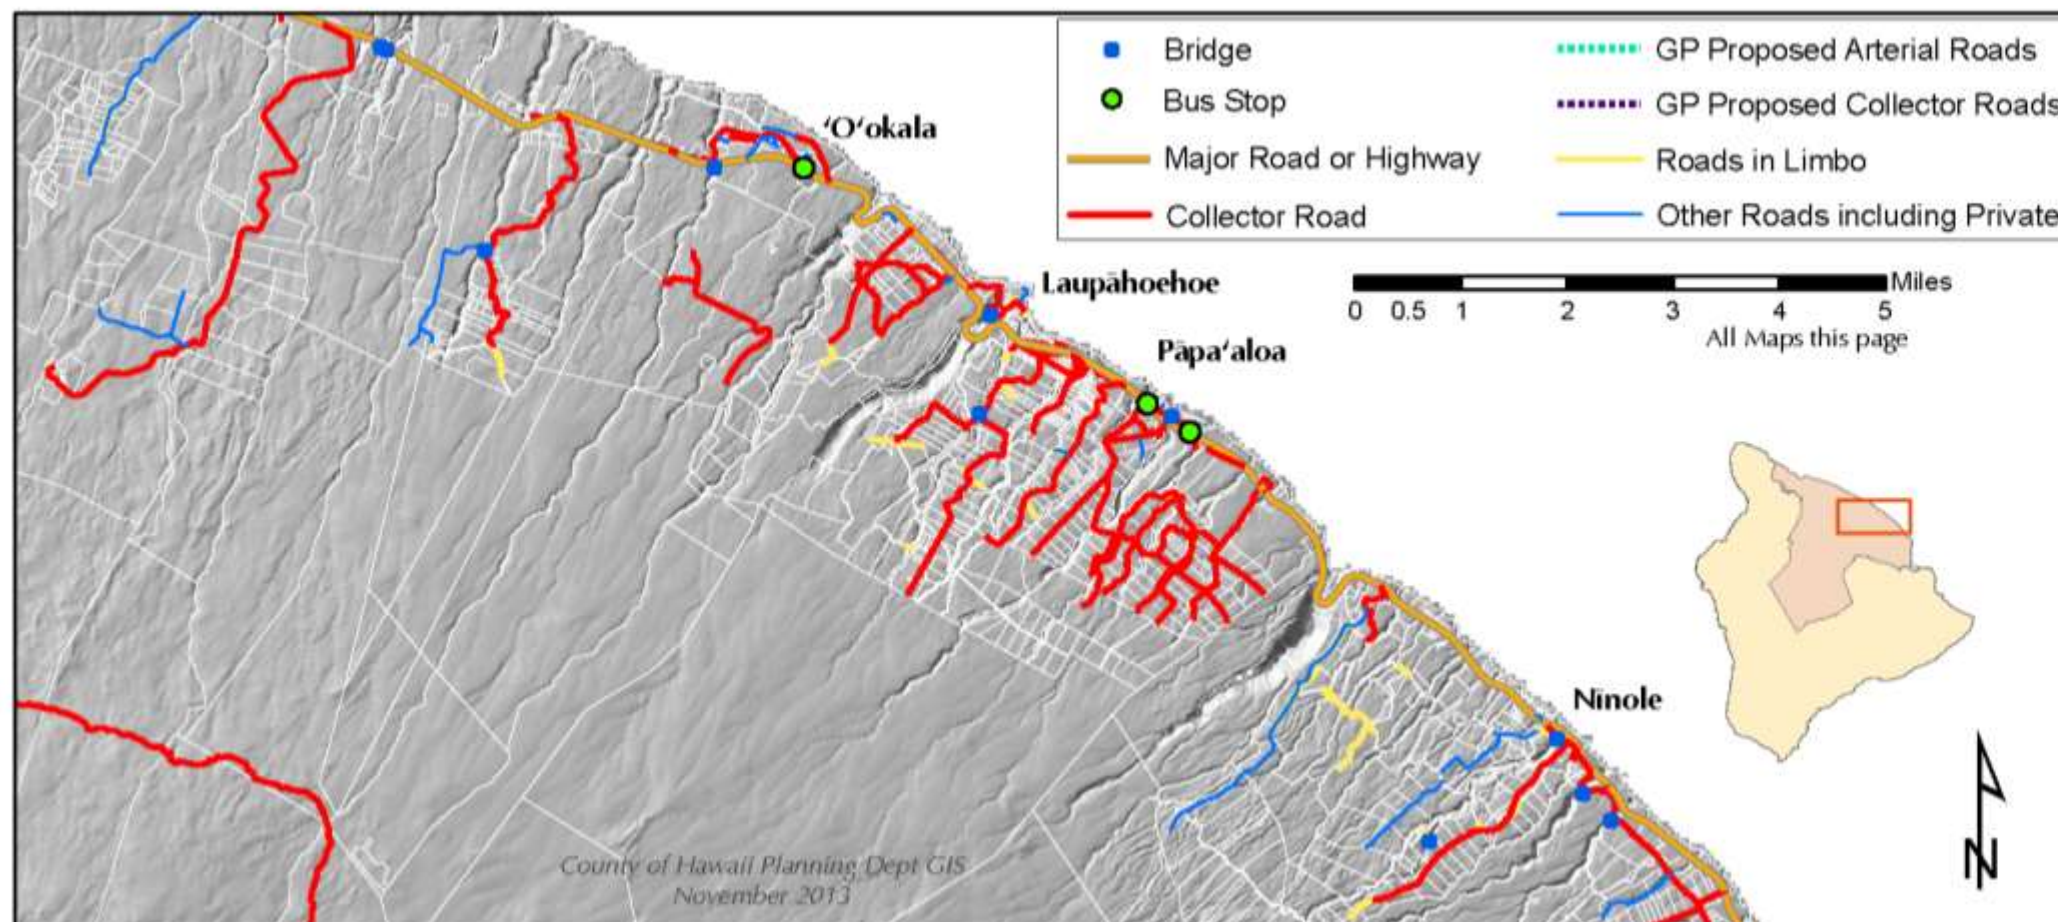 Bridge
GP Proposed Arterial Roads
Bus Stop
GP Proposed Collector Roads
Major Road or Highway
Roads in Limbo
Collector Road
Other Roads including Private
ʻOʻokala
Laupāhoehoe
Pāpaʻaloa
Miles
0 0.5 1 2 3 4 5
All Maps this page
Nīnole
County of Hawaii Planning Dept GIS
November 2013
N